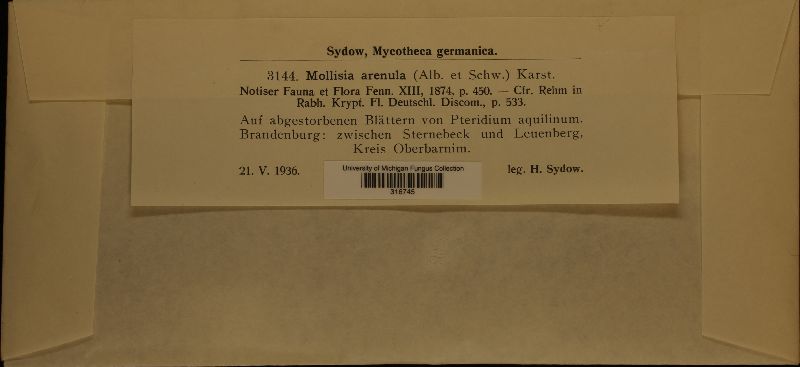 Sydow, Mycotheca germanica.
3144. Mollisia arenula (Alb. et Schw.) Karst.
Notiser Fauna et Flora Fenn. XIII, 1874, p. 450. — Cfr. Rehm in
Rabh. Krypt. Fl. Deutschl. Discom., p. 533.
Auf abgestorbenen Blättern von Pteridium aquilinum.
Brandenburg: zwischen Sternebeck und Leuenberg,
Kreis Oberbarnim.
21. V. 1936.
leg. H. Sydow.
University of Michigan Fungus Collection
316745